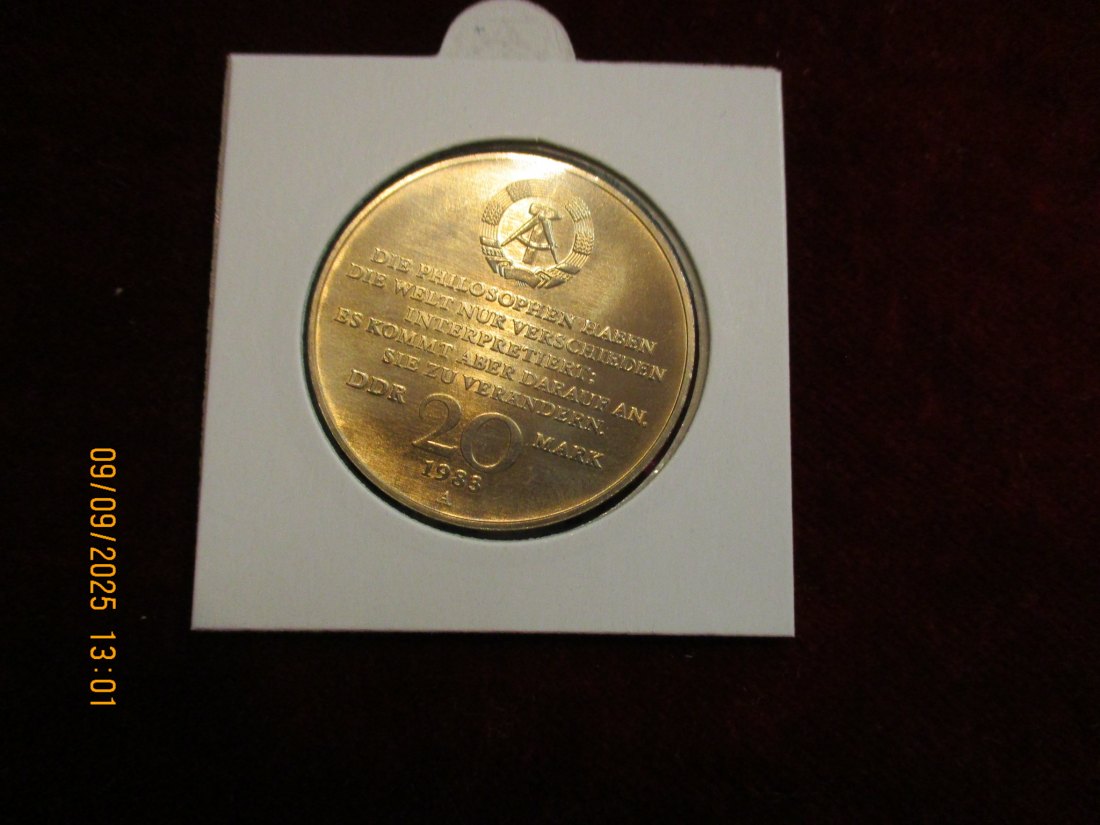 DIE PHILOSOPHEN HABEN
DIE WELT NUR VERSCHIEDEN
INTERPRETIERT:
ES KOMMT ABER DARAUF AN,
SIE ZU VERÄNDERN.
DDR 20 MARK
1983
A
09/09/2025 13:01